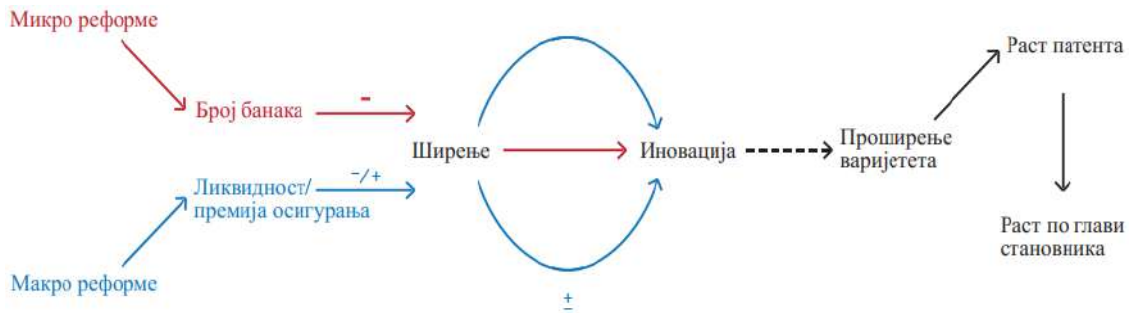 Микро реформе
Број банака
-
Ширење
Ликвидност/
премија осигурања
-/+
Макро реформе
Иновација
±
Проширење
варијетета
Раст патента
Раст по глави
становника